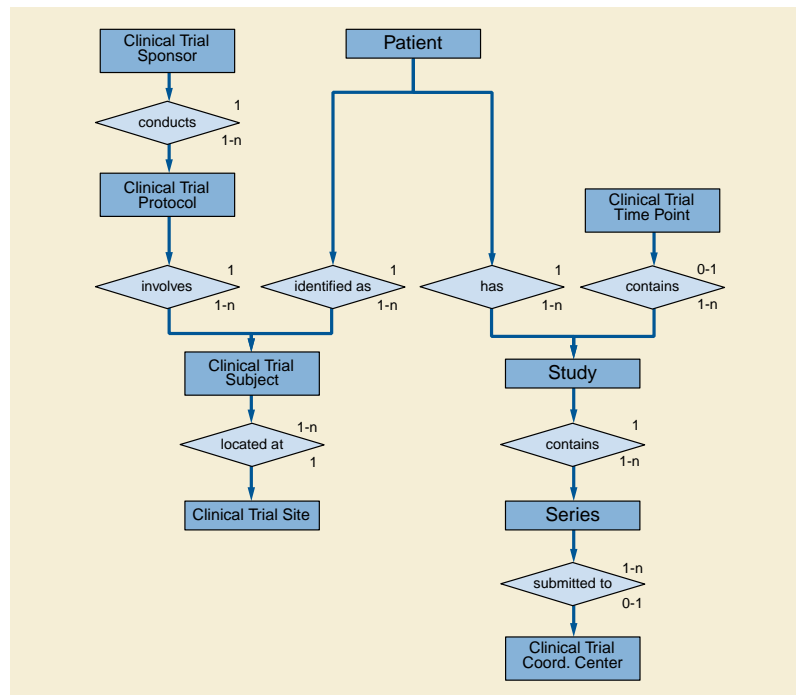 Clinical Trial
Sponsor
Patient
1
conducts
1-n
Clinical Trial
Protocol
Clinical Trial
Time Point
1
involves
1-n
1
identified as
1-n
1
has
1-n
0-1
contains
1-n
Clinical Trial
Subject
Study
1-n
located at
1
1
contains
1-n
Clinical Trial Site
Series
1-n
submitted to
0-1
Clinical Trial
Coord. Center